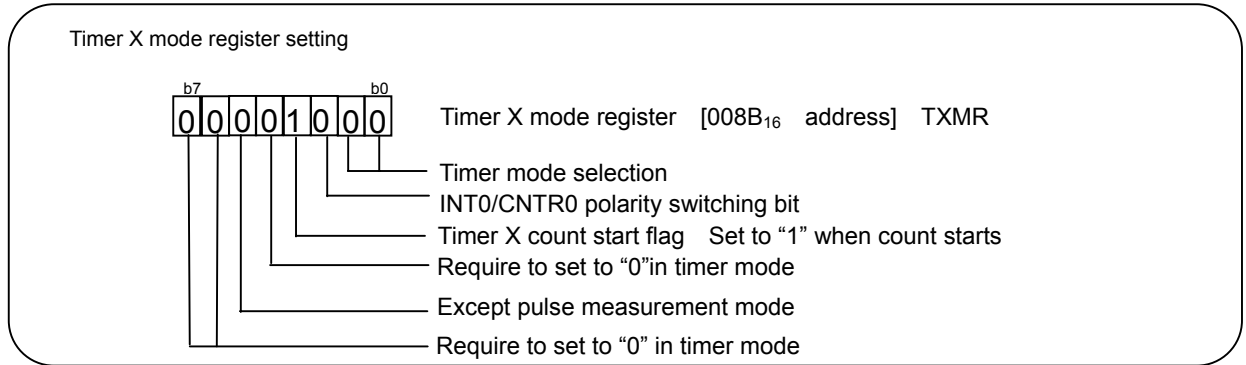 Timer X mode register setting
b7 b0
0 0 0 0 1 0 0 0 Timer X mode register [008B₁₆ address] TXMR
Timer mode selection
INT0/CNTR0 polarity switching bit
Timer X count start flag Set to “1” when count starts
Require to set to “0”in timer mode
Except pulse measurement mode
Require to set to “0” in timer mode